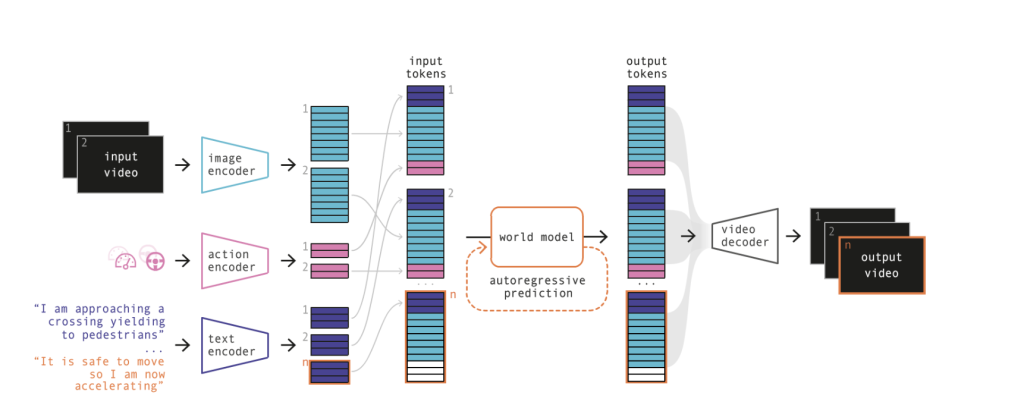 input
tokens
output
tokens
1
1
1
2
input
video
image
encoder
2
2
1
2
n
output
video
world model
video
decoder
action
encoder
1
2
...
...
autoregressive
prediction
n
“I am approaching a
crossing yielding
to pedestrians”
...
“It is safe to move
so I am now
accelerating”
text
encoder
1
2
n